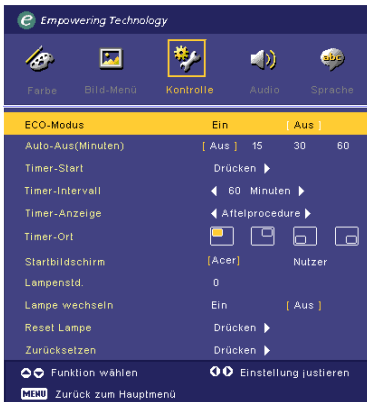 e Empowering Technology
abc
Farbe Bild-Menü Kontrolle Audio Sprache
ECO-Modus Ein [ Aus ]
Auto-Aus(Minuten) [ Aus ] 15 30 60
Timer-Start Drücken
Timer-Intervall 60 Minuten
Timer-Anzeige Aftelprocedure
Timer-Ort
Startbildschirm [Acer] Nutzer
Lampenstd. 0
Lampe wechseln Ein [ Aus ]
Reset Lampe Drücken
Zurücksetzen Drücken
Funktion wählen Einstellung justieren
MENU Zurück zum Hauptmenü